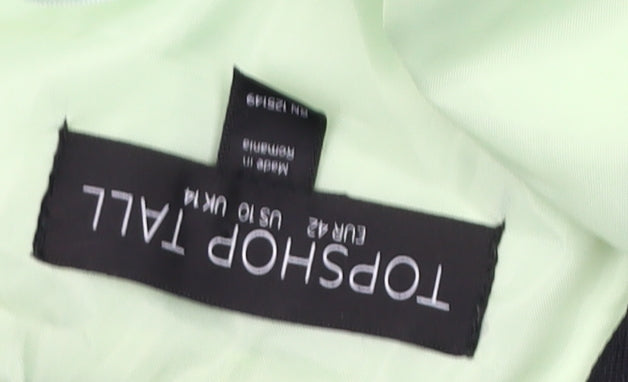 TOPSHOP TALL
EUR 42 US 10 UK 14
Made in
Romania
RN 125149